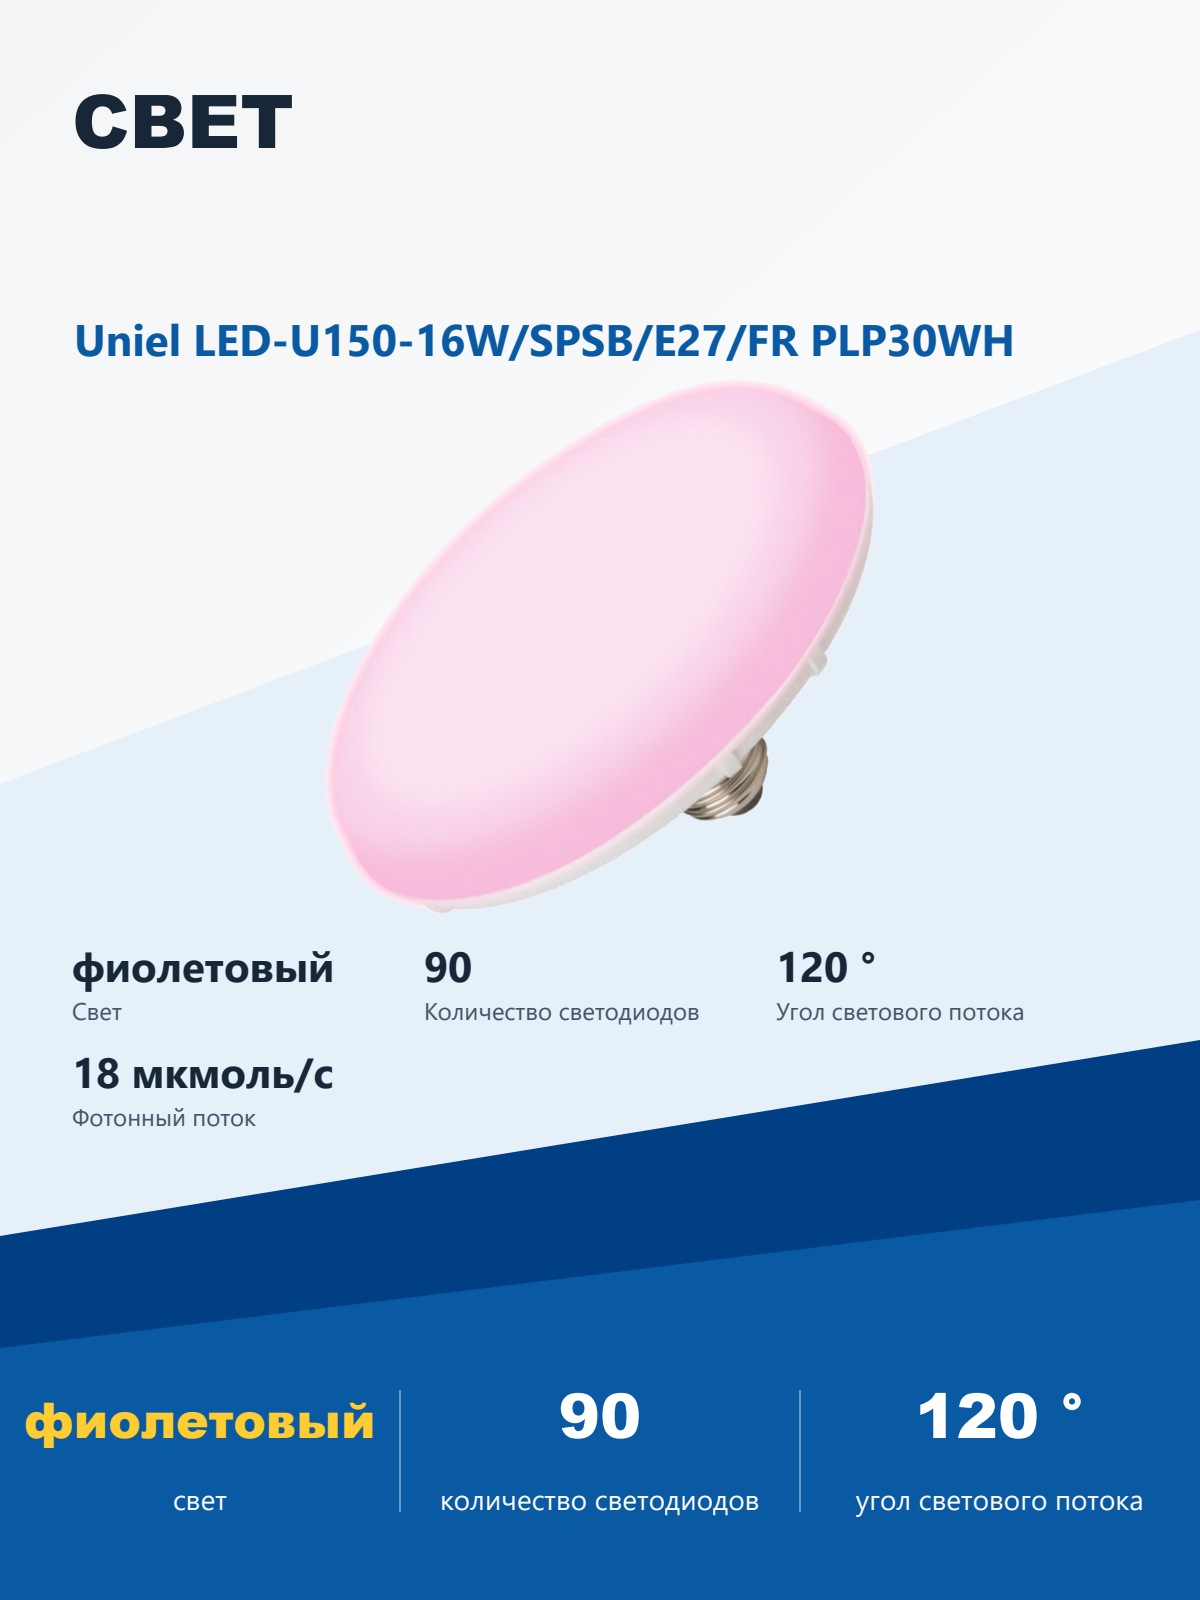 СВЕТ
Uniel LED-U150-16W/SPSB/E27/FR PLP30WH
фиолетовый
Свет
90
Количество светодиодов
120 °
Угол светового потока
18 мкмоль/с
Фотонный поток
фиолетовый
свет
90
количество светодиодов
120 °
угол светового потока